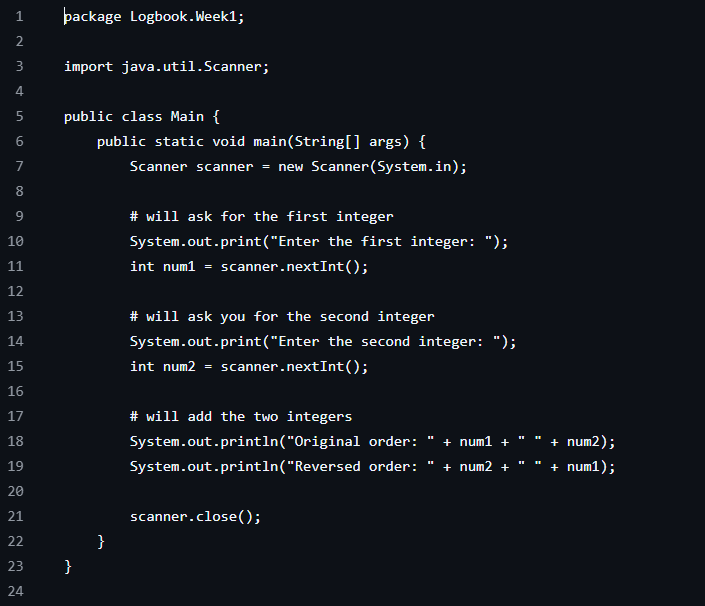 1 package Logbook.Week1;
2
3 import java.util.Scanner;
4
5 public class Main {
6     public static void main(String[] args) {
7         Scanner scanner = new Scanner(System.in);
8
9         # will ask for the first integer
10         System.out.print("Enter the first integer: ");
11         int num1 = scanner.nextInt();
12
13         # will ask you for the second integer
14         System.out.print("Enter the second integer: ");
15         int num2 = scanner.nextInt();
16
17         # will add the two integers
18         System.out.println("Original order: " + num1 + " " + num2);
19         System.out.println("Reversed order: " + num2 + " " + num1);
20
21         scanner.close();
22     }
23 }
24